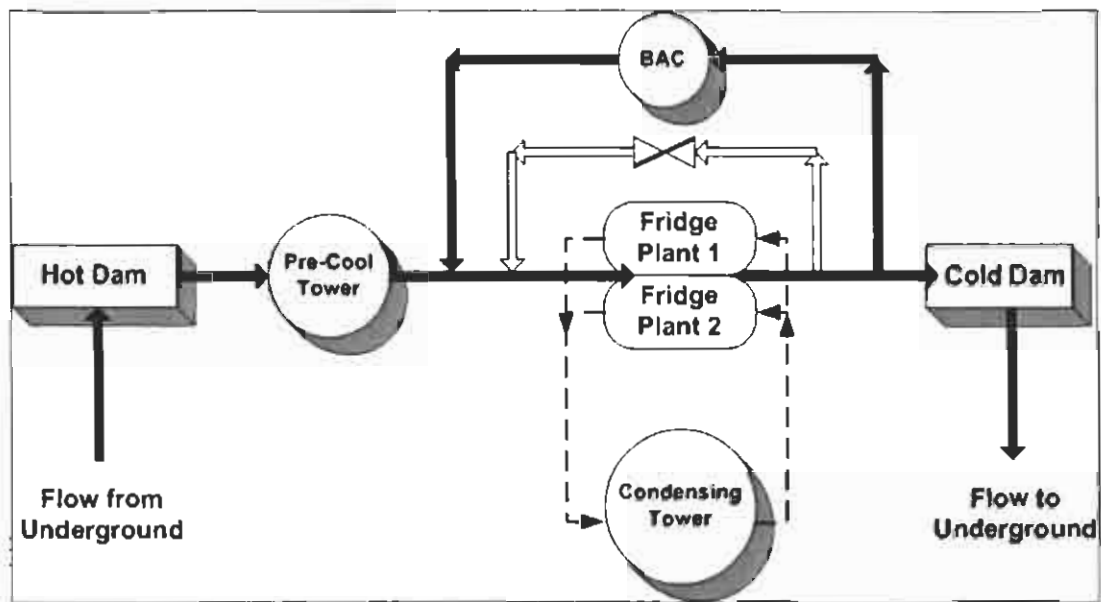 BAC
Fridge
Plant 1
Hot Dam
Pre-Cool
Tower
Cold Dam
Fridge
Plant 2
Condensing
Tower
Flow from
Underground
Flow to
Underground